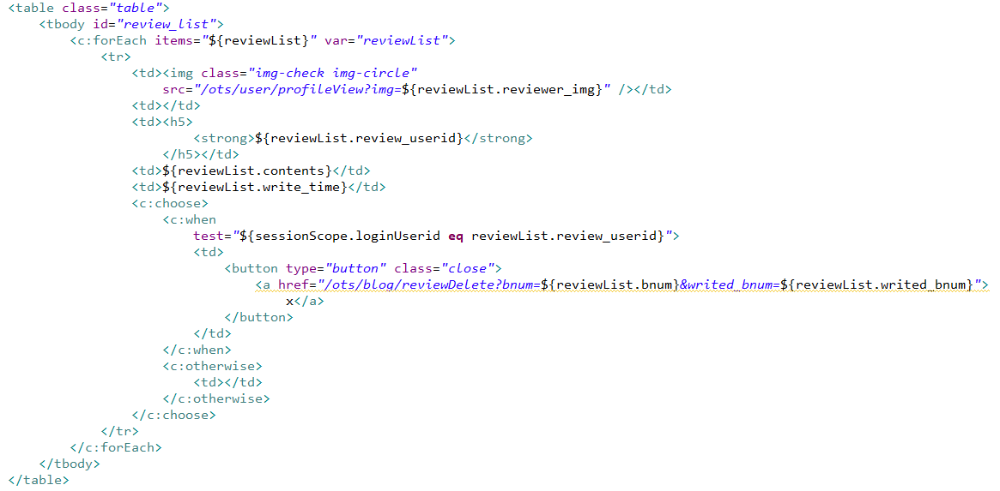 <table class="table">
<tbody id="review_list">
<c:forEach items="${reviewList}" var="reviewList">
<tr>
<td><img class="img-check img-circle"
src="/ots/user/profileView?img=${reviewList.reviewer_img}" /></td>
<td></td>
<td><h5>
<strong>${reviewList.review_userid}</strong>
</h5></td>
<td>${reviewList.contents}</td>
<td>${reviewList.write_time}</td>
<c:choose>
<c:when
test="${sessionScope.loginUserid eq reviewList.review_userid}">
<td>
<button type="button" class="close">
<a href="/ots/blog/reviewDelete?bnum=${reviewList.bnum}&writed_bnum=${reviewList.writed_bnum}">
x</a>
</button>
</td>
</c:when>
<c:otherwise>
<td></td>
</c:otherwise>
</c:choose>
</tr>
</c:forEach>
</tbody>
</table>